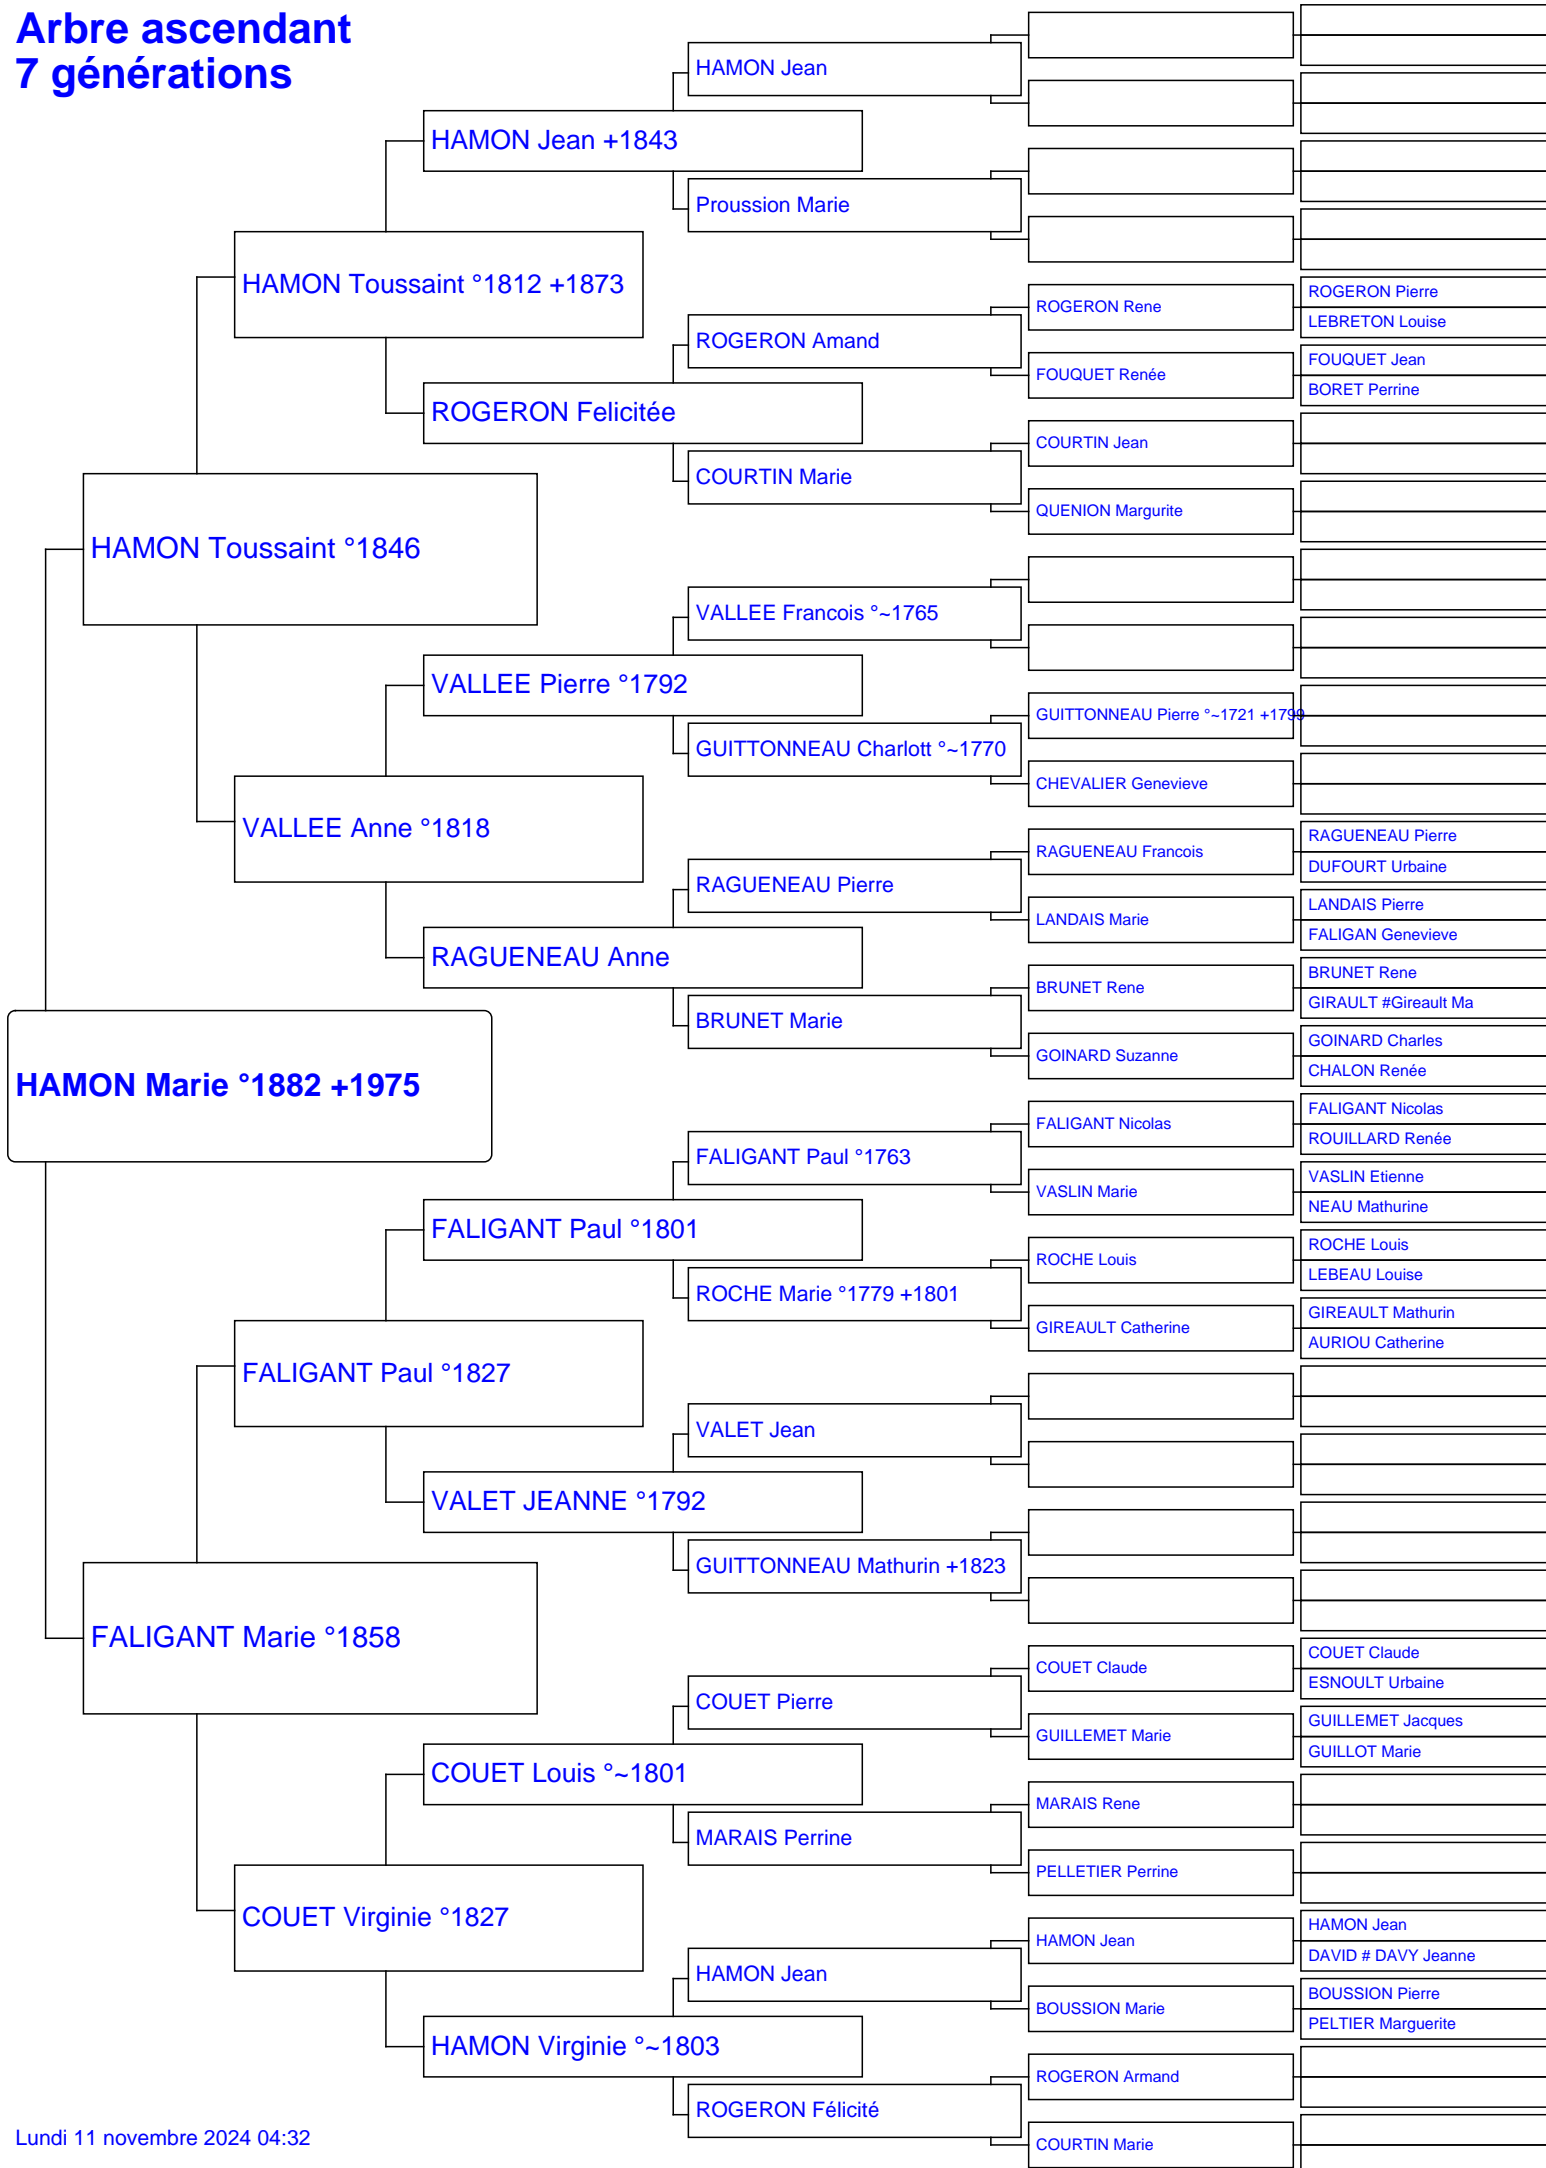 Arbre ascendant
7 générations
HAMON Jean
HAMON Jean +1843
Proussion Marie
HAMON Toussaint °1812 +1873
ROGERON Pierre
ROGERON Rene
LEBRETON Louise
ROGERON Amand
FOUQUET Jean
FOUQUET Renée
BORET Perrine
ROGERON Felicitée
COURTIN Jean
COURTIN Marie
QUENION Margurite
HAMON Toussaint °1846
VALLEE Francois °~1765
VALLEE Pierre °1792
GUITTONNEAU Pierre °~1721 +1799
GUITTONNEAU Charlott °~1770
CHEVALIER Genevieve
VALLEE Anne °1818
RAGUENEAU Pierre
RAGUENEAU Francois
DUFOURT Urbaine
RAGUENEAU Pierre
LANDAIS Pierre
LANDAIS Marie
FALIGAN Genevieve
RAGUENEAU Anne
BRUNET Rene
BRUNET Rene
GIRAULT #Gireault Ma
BRUNET Marie
GOINARD Charles
GOINARD Suzanne
CHALON Renée
HAMON Marie °1882 +1975
FALIGANT Nicolas
FALIGANT Nicolas
ROUILLARD Renée
FALIGANT Paul °1763
VASLIN Etienne
VASLIN Marie
NEAU Mathurine
FALIGANT Paul °1801
ROCHE Louis
ROCHE Louis
LEBEAU Louise
ROCHE Marie °1779 +1801
GIREAULT Mathurin
GIREAULT Catherine
AURIOU Catherine
FALIGANT Paul °1827
VALET Jean
VALET JEANNE °1792
GUITTONNEAU Mathurin +1823
FALIGANT Marie °1858
COUET Claude
COUET Claude
ESNOULT Urbaine
COUET Pierre
GUILLEMET Jacques
GUILLEMET Marie
GUILLOT Marie
COUET Louis °~1801
MARAIS Rene
MARAIS Perrine
PELLETIER Perrine
COUET Virginie °1827
HAMON Jean
HAMON Jean
DAVID # DAVY Jeanne
HAMON Jean
BOUSSION Pierre
BOUSSION Marie
PELTIER Marguerite
HAMON Virginie °~1803
ROGERON Armand
ROGERON Félicité
COURTIN Marie
Lundi 11 novembre 2024 04:32